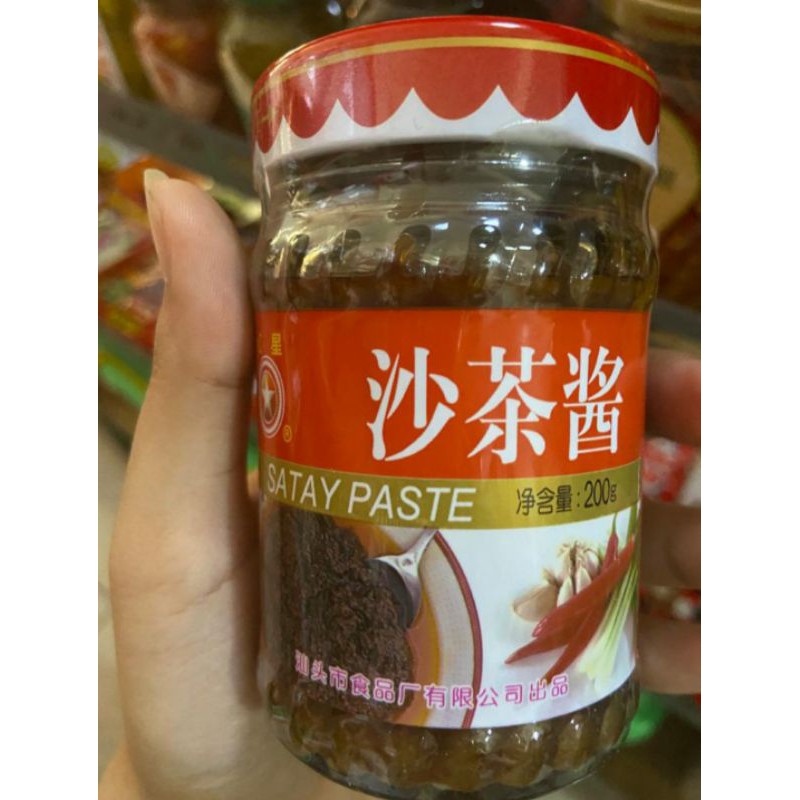 星
®
沙茶酱
SATAY PASTE
净含量:200g
汕头市食品厂有限公司出品